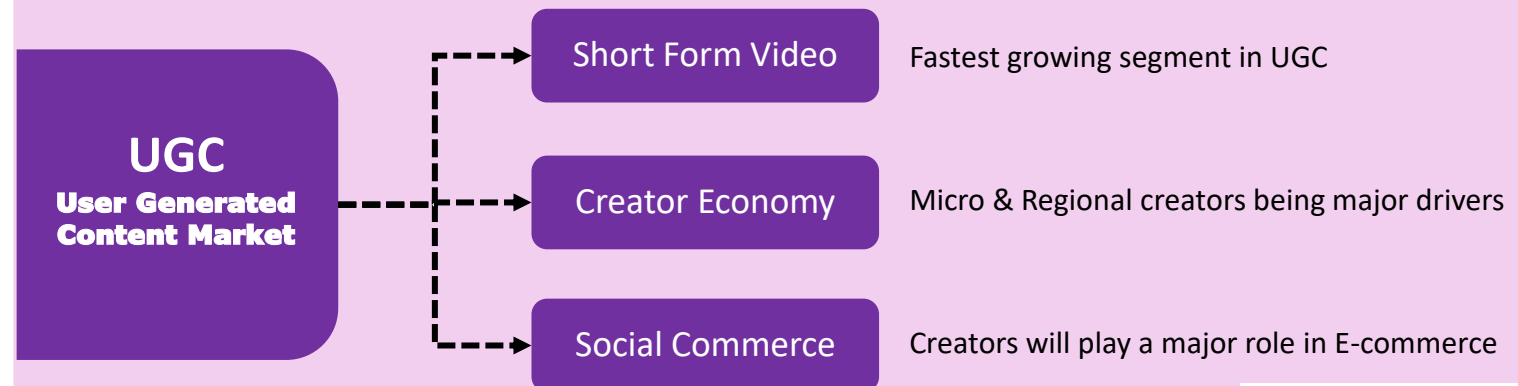 UGC
User Generated
Content Market
Short Form Video
Fastest growing segment in UGC
Creator Economy
Micro & Regional creators being major drivers
Social Commerce
Creators will play a major role in E-commerce